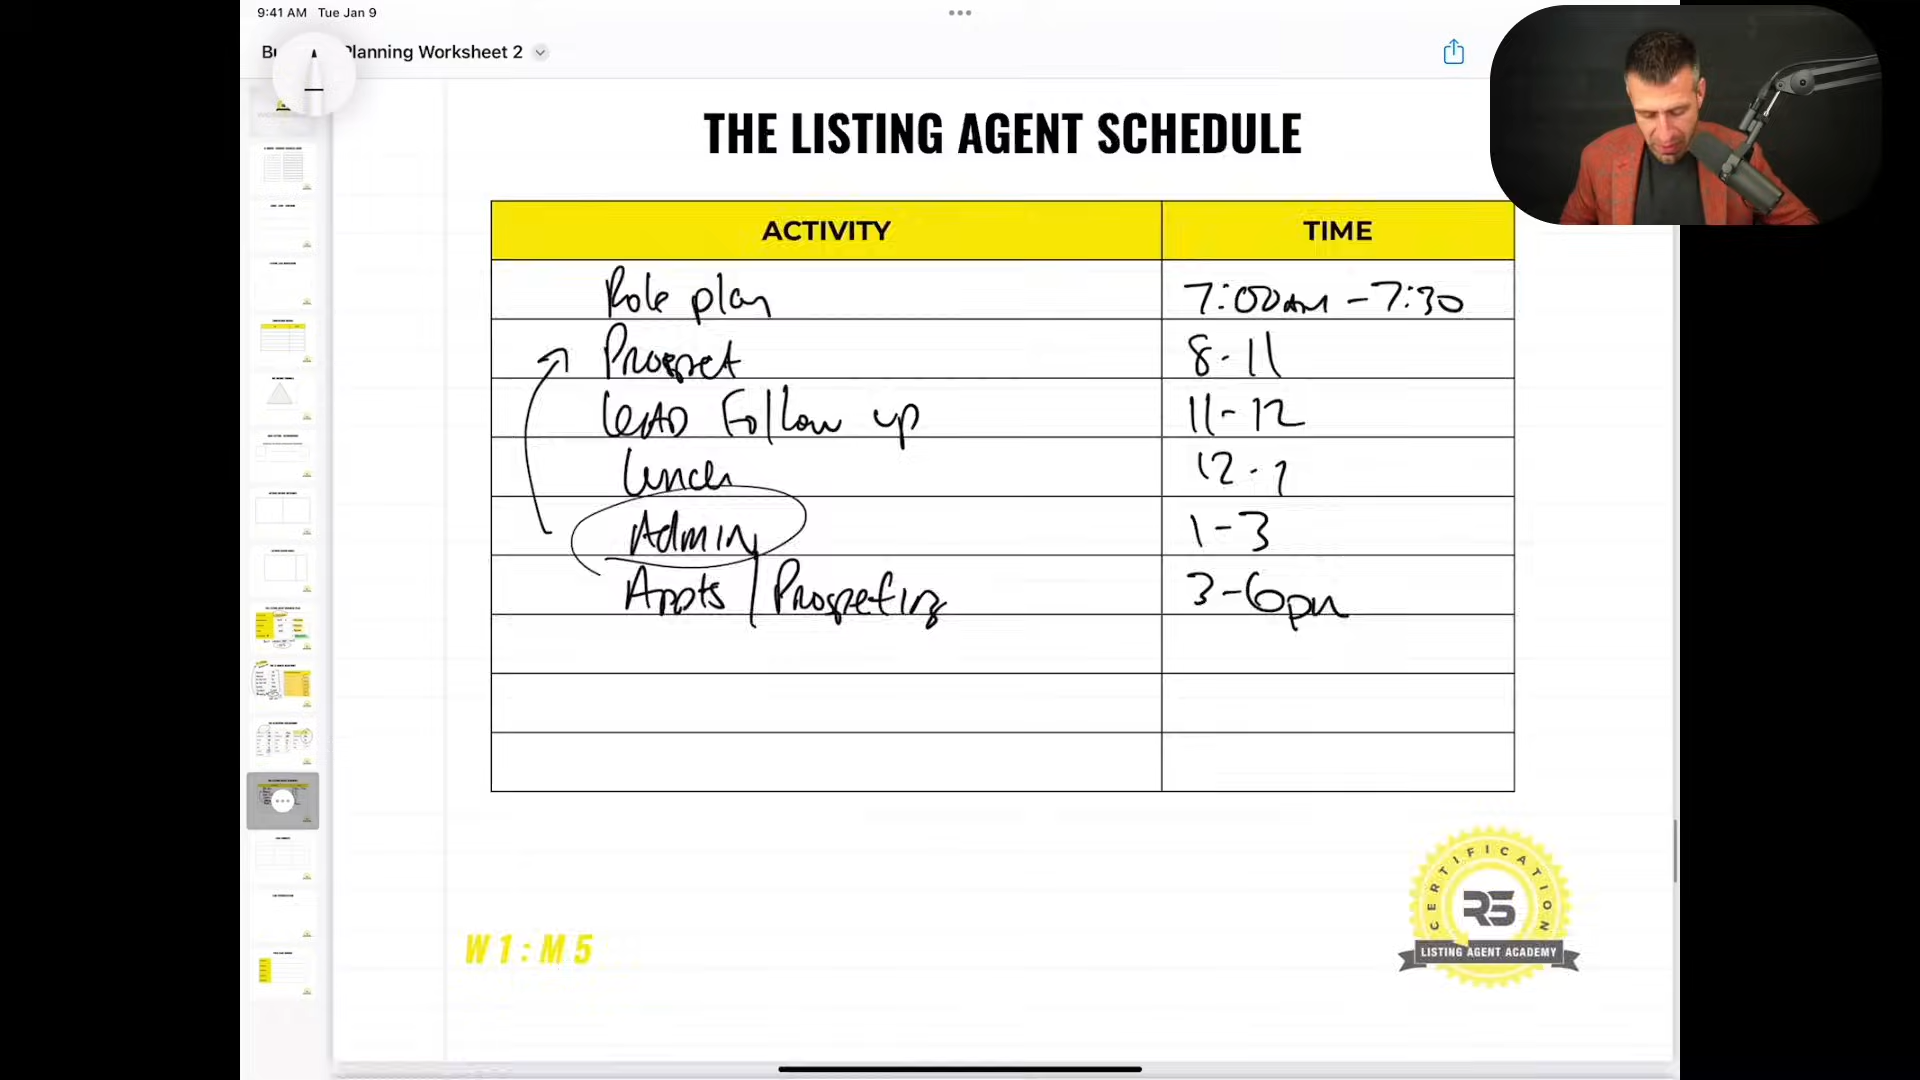 9:41 AM Tue Jan 9
Bu
Planning Worksheet 2
THE LISTING AGENT SCHEDULE
ACTIVITY TIME
Role play 7:00AM - 7:30
Prospect 8-11
LEAD Follow up 11-12
Lunch 12-1
Admin 1-3
Appts / Prospecting 3-6pm
CERTIFICATION
R5
LISTING AGENT ACADEMY
W1:M5